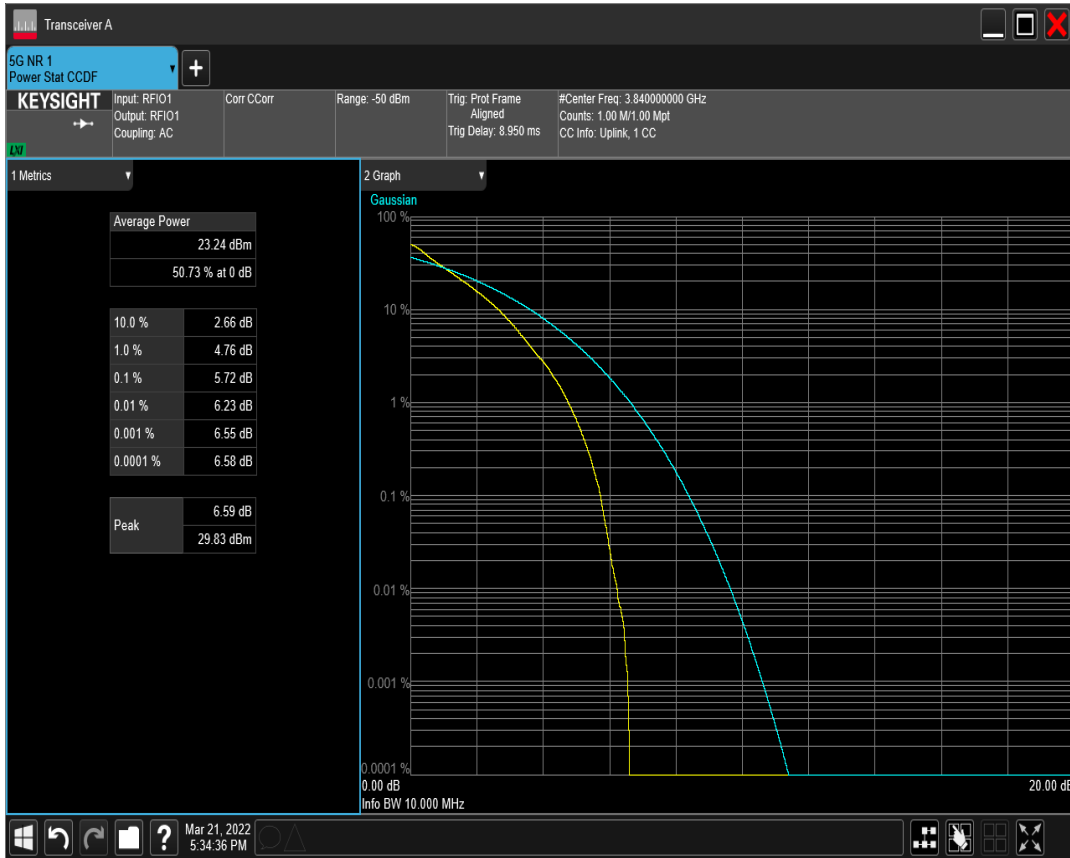 Transceiver A
5G NR 1
Power Stat CCDF
KEYSIGHT
LXI
Input: RFIO1
Output: RFIO1
Coupling: AC
Corr CCorr
Range: -50 dBm
Trig: Prot Frame
Aligned
Trig Delay: 8.950 ms
#Center Freq: 3.840000000 GHz
Counts: 1.00 M/1.00 Mpt
CC Info: Uplink, 1 CC
1 Metrics
Average Power
23.24 dBm
50.73 % at 0 dB
10.0 % 2.66 dB
1.0 % 4.76 dB
0.1 % 5.72 dB
0.01 % 6.23 dB
0.001 % 6.55 dB
0.0001 % 6.58 dB
Peak
6.59 dB
29.83 dBm
2 Graph
Gaussian
100 %
10 %
1 %
0.1 %
0.01 %
0.001 %
0.0001 %
0.00 dB 20.00 dB
Info BW 10.000 MHz
Mar 21, 2022
5:34:36 PM